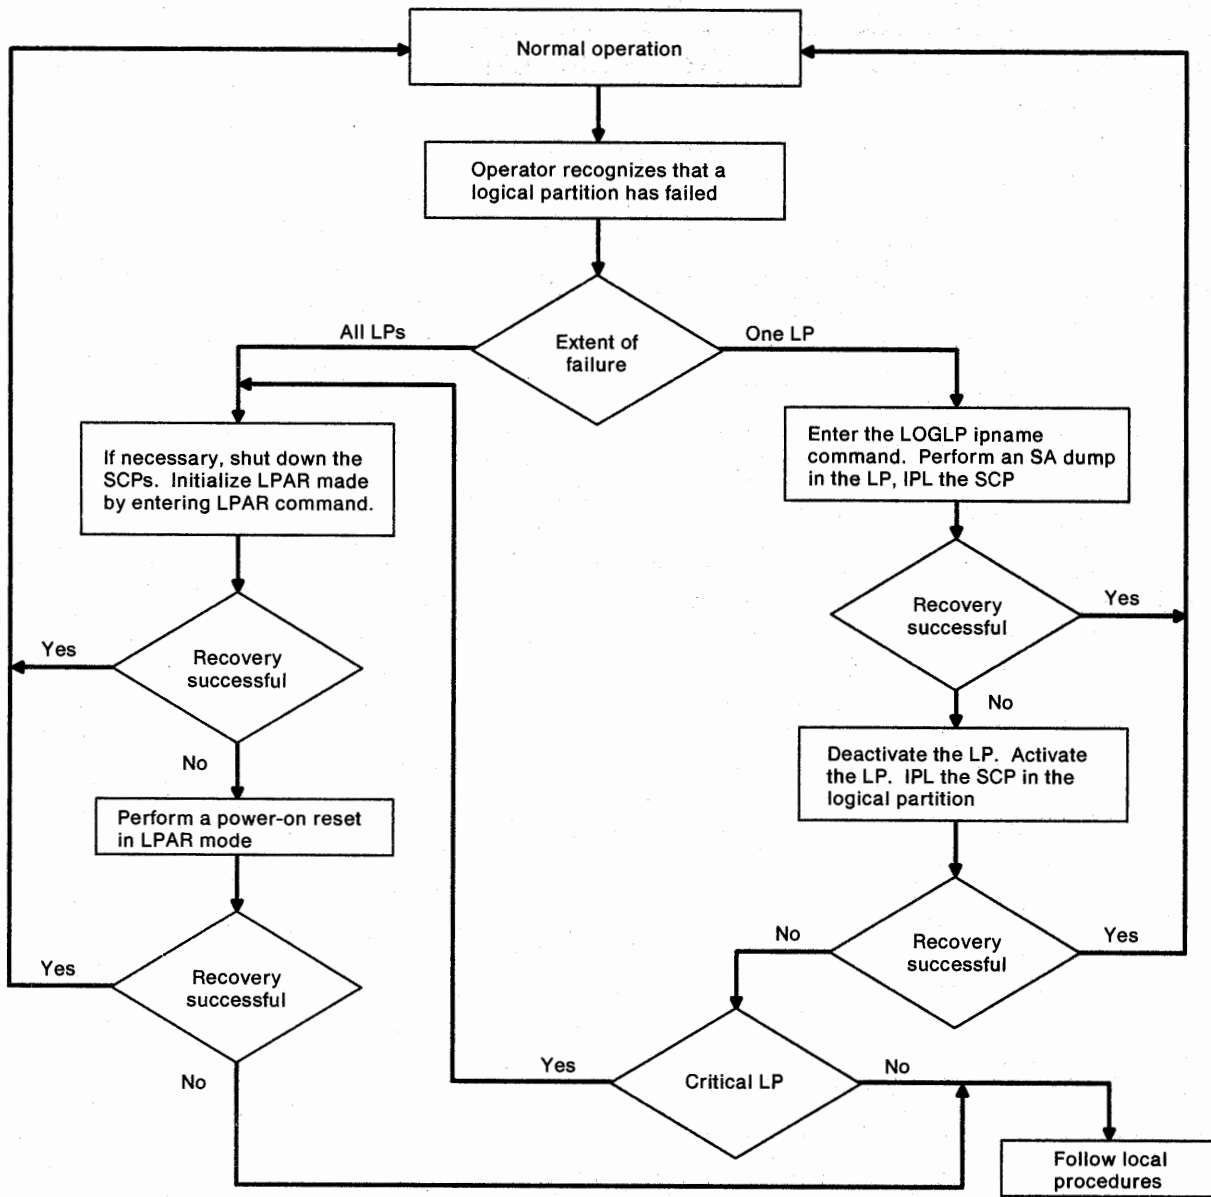 Normal operation
Operator recognizes that a
logical partition has failed
All LPs
Extent of
failure
One LP
If necessary, shut down the
SCPs. Initialize LPAR made
by entering LPAR command.
Enter the LOGLP ipname
command. Perform an SA dump
in the LP, IPL the SCP
Recovery
successful
Yes
No
Recovery
successful
Yes
No
Deactivate the LP. Activate
the LP. IPL the SCP in the
logical partition
Perform a power-on reset
in LPAR mode
Recovery
successful
Yes
No
Recovery
successful
Yes
No
Critical LP
Yes
No
Follow local
procedures